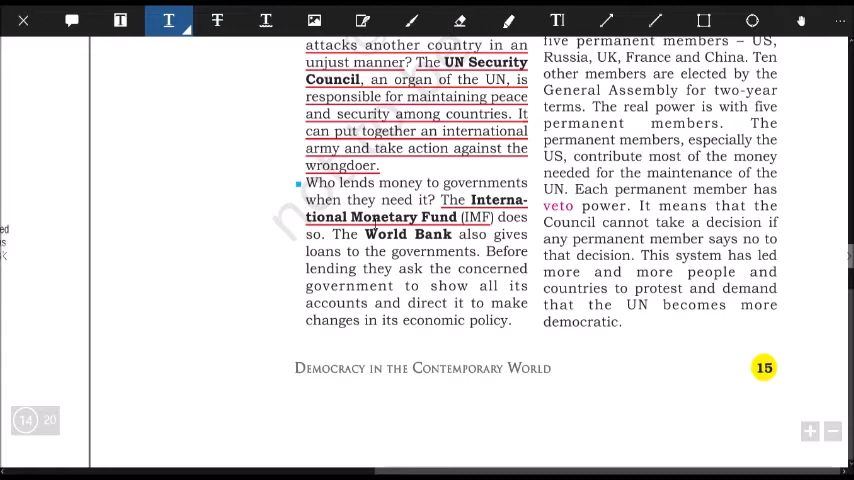 attacks another country in an
unjust manner? The UN Security
Council, an organ of the UN, is
responsible for maintaining peace
and security among countries. It
can put together an international
army and take action against the
wrongdoer.
Who lends money to governments
when they need it? The Interna-
tional Monetary Fund (IMF) does
so. The World Bank also gives
loans to the governments. Before
lending they ask the concerned
government to show all its
accounts and direct it to make
changes in its economic policy.
five permanent members – US,
Russia, UK, France and China. Ten
other members are elected by the
General Assembly for two-year
terms. The real power is with five
permanent members. The
permanent members, especially the
US, contribute most of the money
needed for the maintenance of the
UN. Each permanent member has
veto power. It means that the
Council cannot take a decision if
any permanent member says no to
that decision. This system has led
more and more people and
countries to protest and demand
that the UN becomes more
democratic.
DEMOCRACY IN THE CONTEMPORARY WORLD
15
14 20